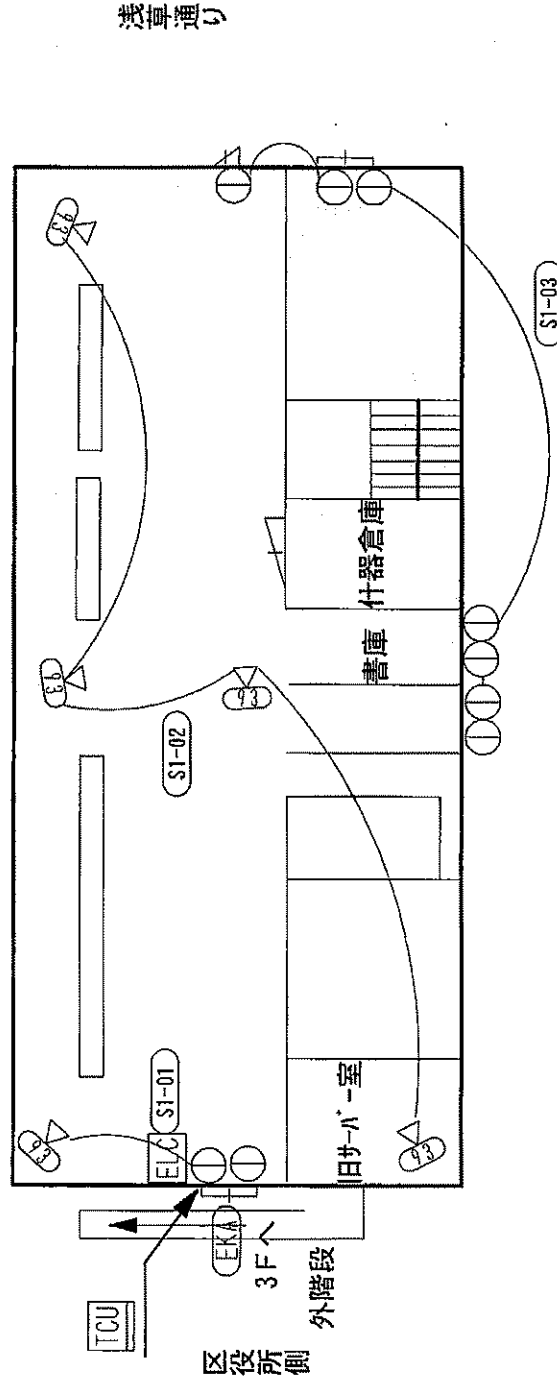 浅草通り
93
93
93
S1-02
S1-03
什器倉庫
書庫
93
ELC
S1-01
旧サーバー室
93
TCU
EKA
3Fへ
外階段
区役所側